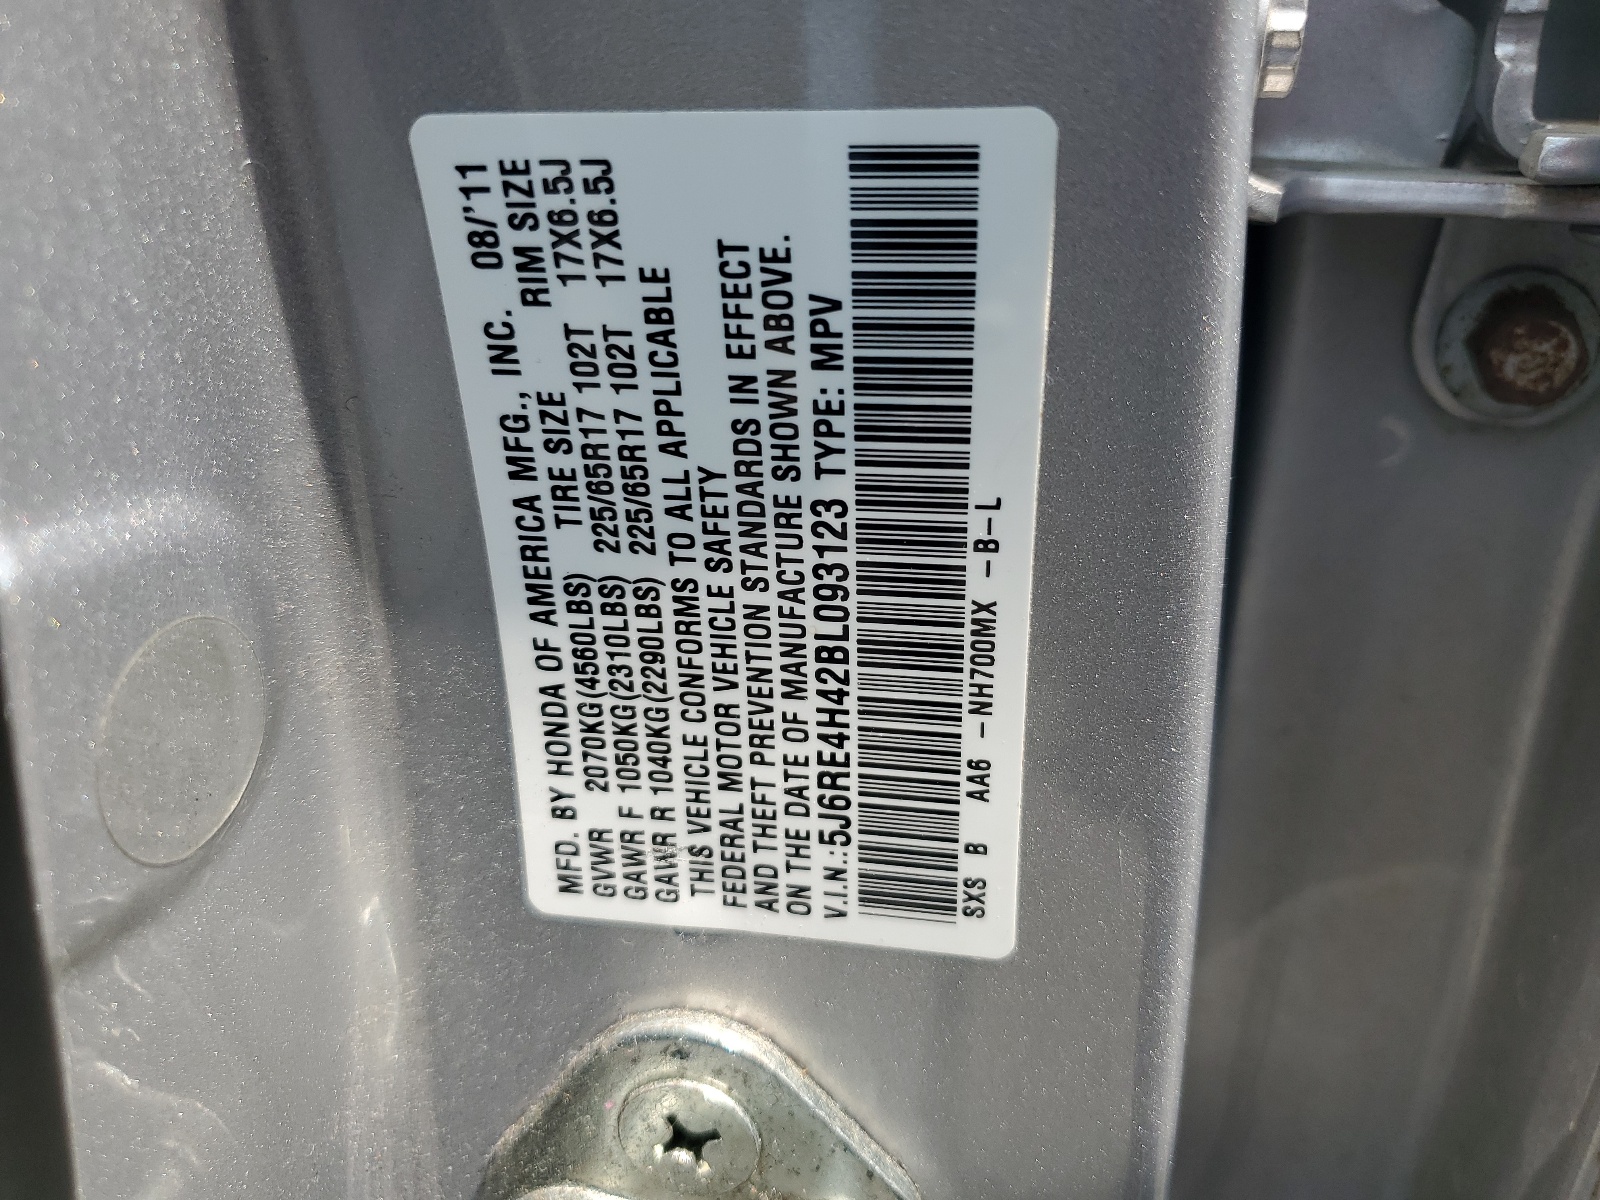 MFD. BY HONDA OF AMERICA MFG., INC. 08/'11
GVWR 2070KG(4560LBS) TIRE SIZE RIM SIZE
GAWR F 1050KG(2310LBS) 225/65R17 102T 17X6.5J
GAWR R 1040KG(2290LBS) 225/65R17 102T 17X6.5J
THIS VEHICLE CONFORMS TO ALL APPLICABLE
FEDERAL MOTOR VEHICLE SAFETY
AND THEFT PREVENTION STANDARDS IN EFFECT
ON THE DATE OF MANUFACTURE SHOWN ABOVE.
V.I.N.:5J6RE4H42BL093123 TYPE: MPV
SXS B AA6 -NH700MX -B-L